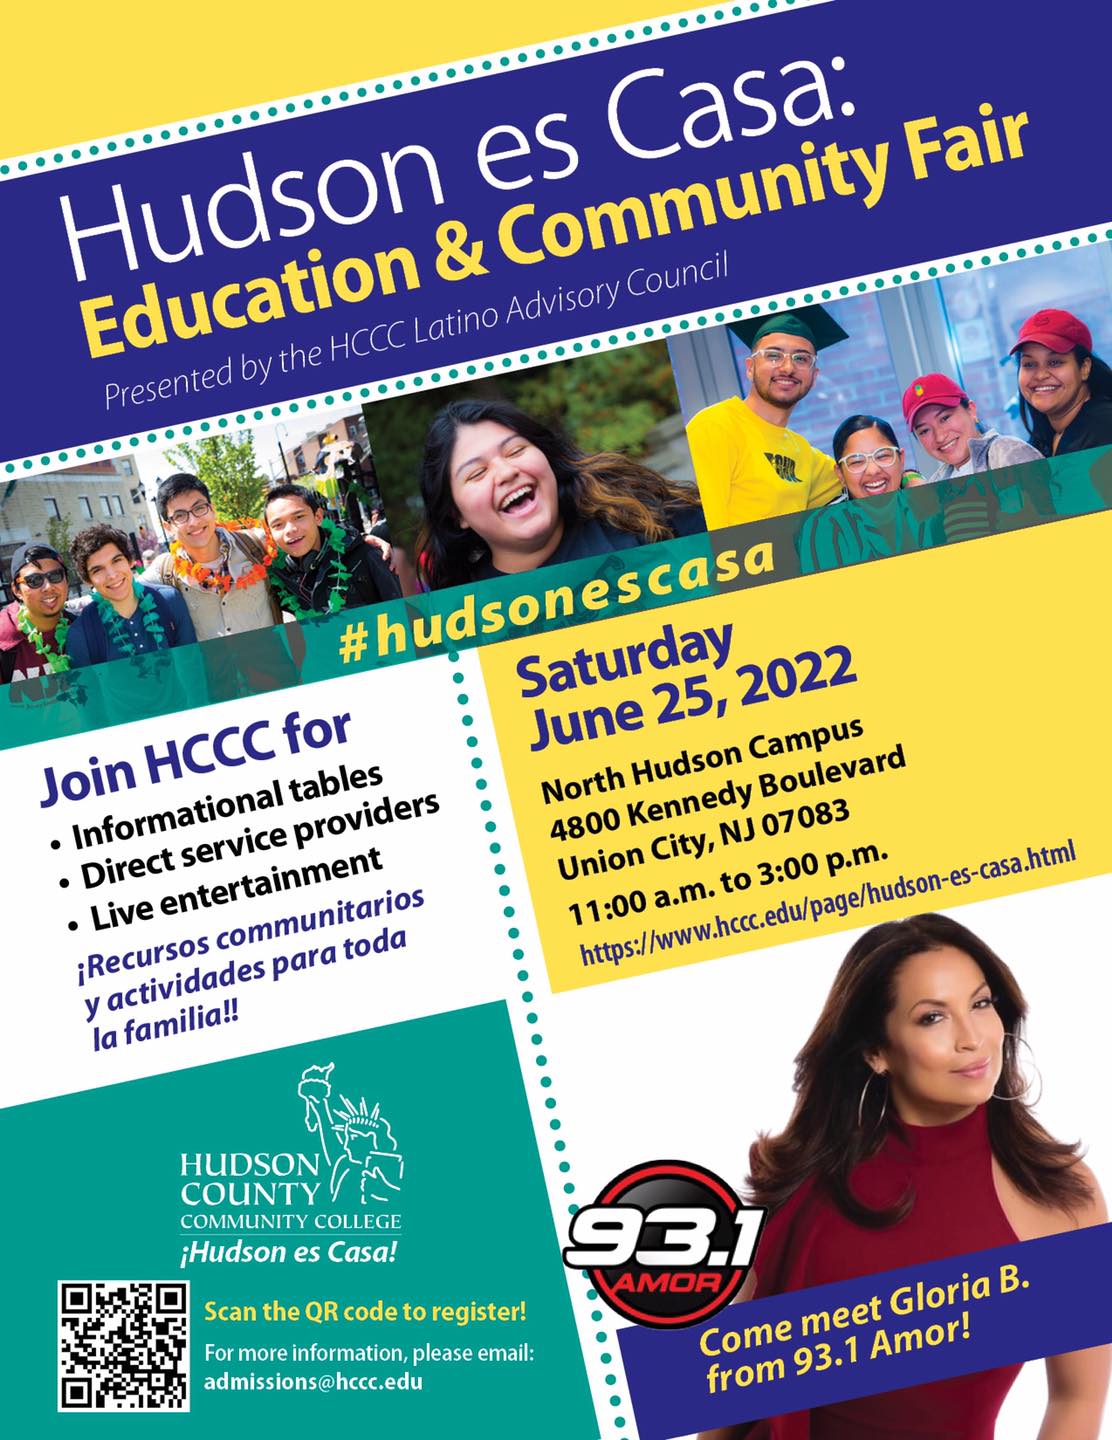 Hudson es Casa:
Education & Community Fair
Presented by the HCCC Latino Advisory Council
#hudsonescasa
Join HCCC for
• Informational tables
• Direct service providers
• Live entertainment
¡Recursos communitarios
y actividades para toda
la familia!!
Saturday
June 25, 2022
North Hudson Campus
4800 Kennedy Boulevard
Union City, NJ 07083
11:00 a.m. to 3:00 p.m.
https://www.hccc.edu/page/hudson-es-casa.html
HUDSON
COUNTY
COMMUNITY COLLEGE
¡Hudson es Casa!
Scan the QR code to register!
For more information, please email:
admissions@hccc.edu
93.1
AMOR
Come meet Gloria B.
from 93.1 Amor!